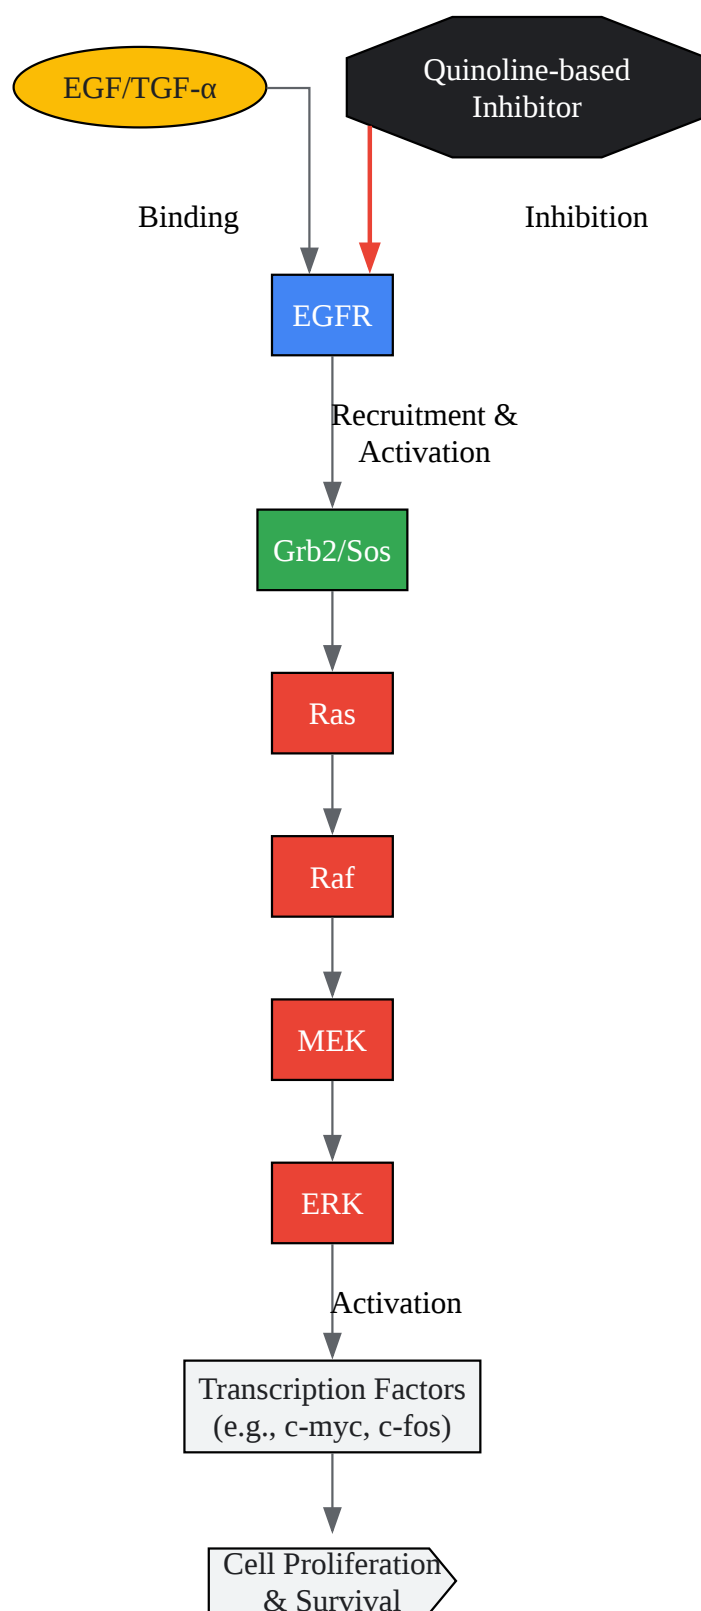 EGF/TGF-α
Quinoline-based
Inhibitor
Binding
Inhibition
EGFR
Recruitment &
Activation
Grb2/Sos
Ras
Raf
MEK
ERK
Activation
Transcription Factors
(e.g., c-myc, c-fos)
Cell Proliferation
& Survival